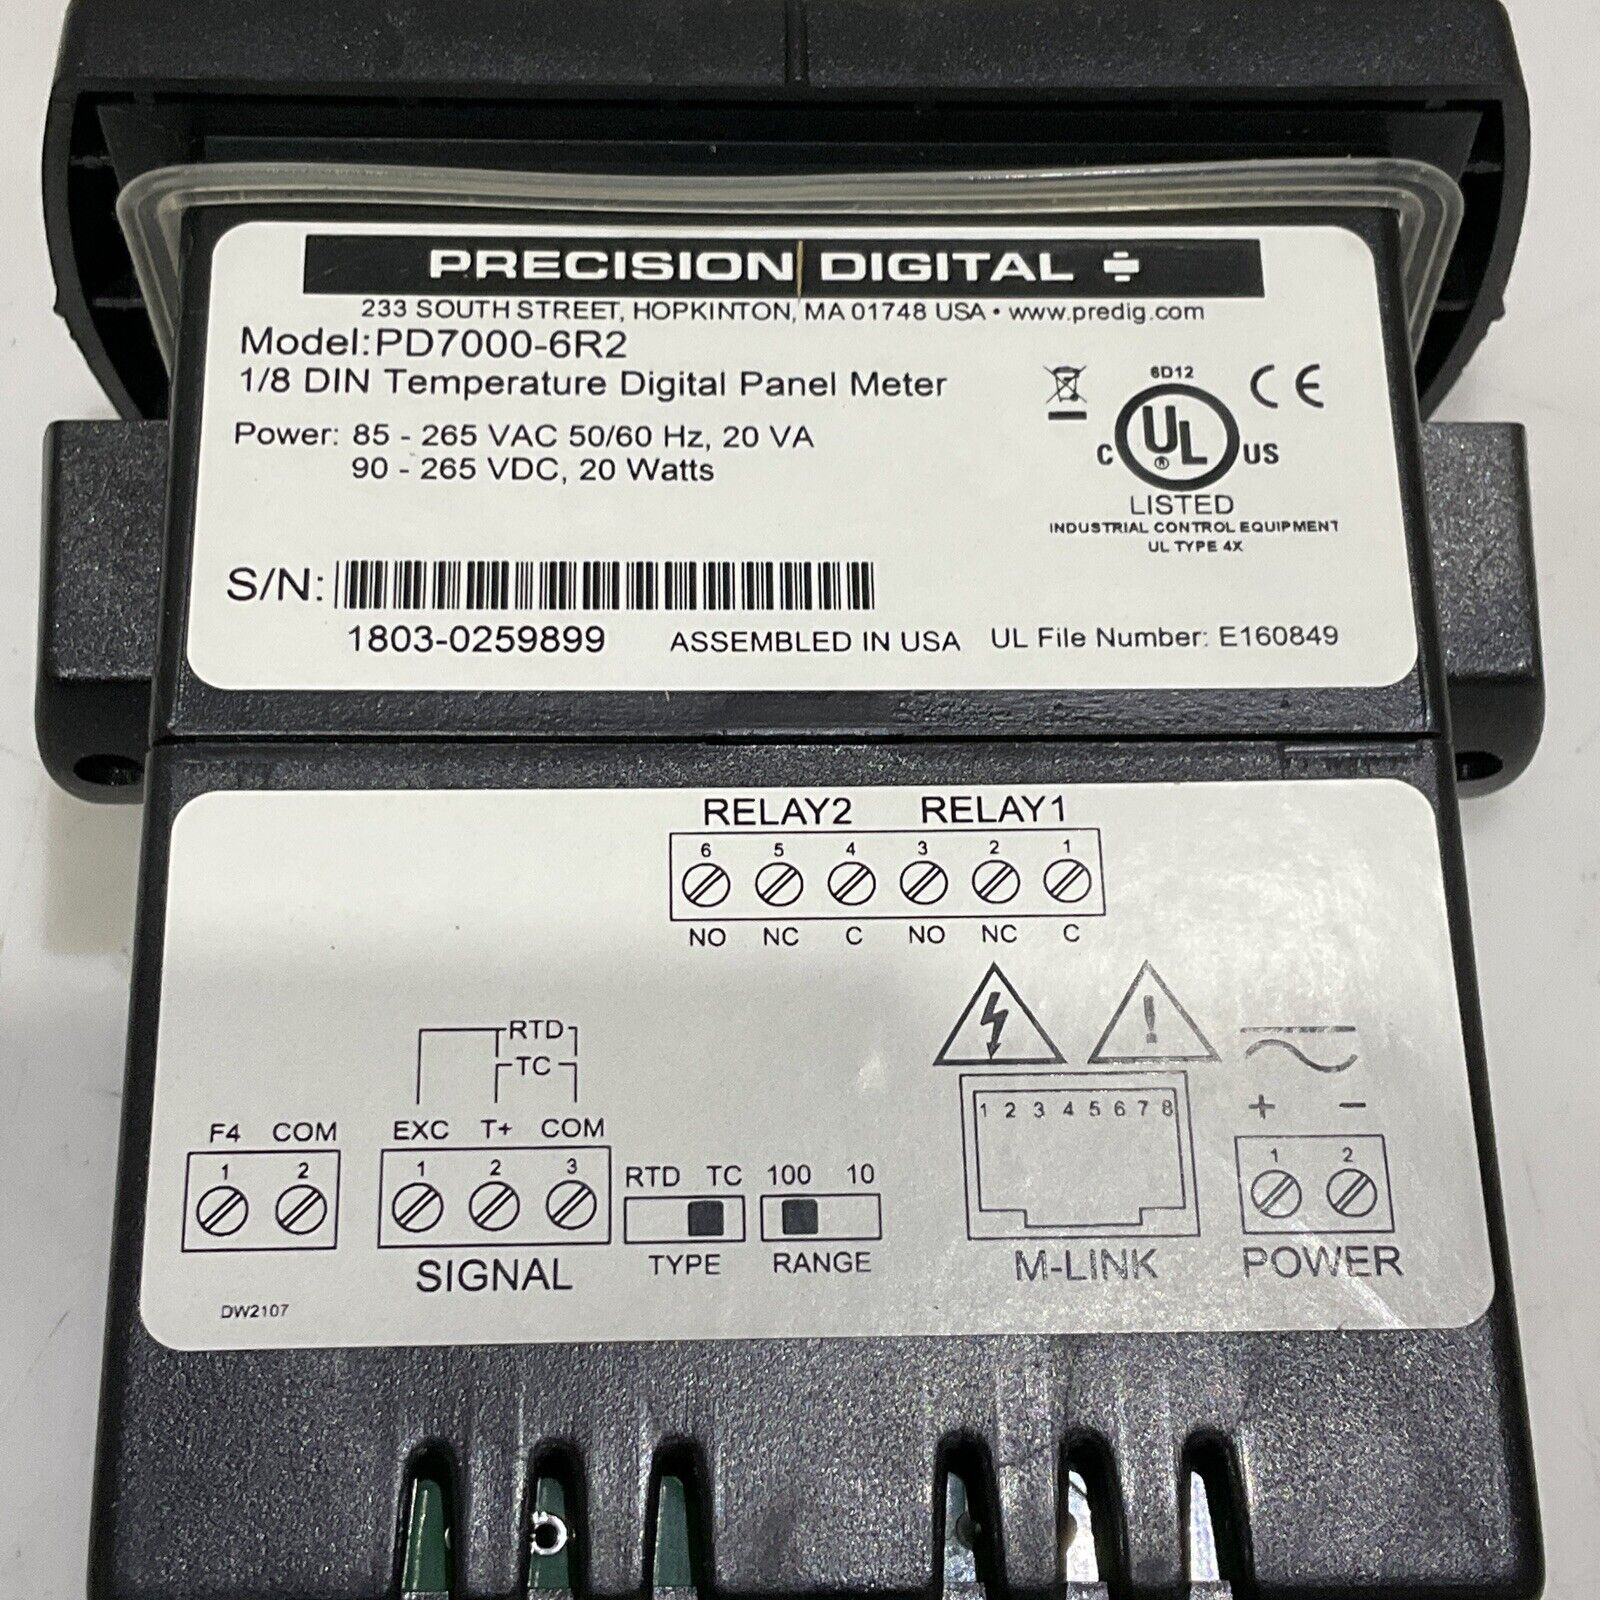 PRECISION DIGITAL
233 SOUTH STREET, HOPKINTON, MA 01748 USA • www.predig.com
Model:PD7000-6R2
1/8 DIN Temperature Digital Panel Meter
Power: 85 - 265 VAC 50/60 Hz, 20 VA
90 - 265 VDC, 20 Watts
6D12
CE
C UL US
®
LISTED
INDUSTRIAL CONTROL EQUIPMENT
UL TYPE 4X
S/N:
1803-0259899 ASSEMBLED IN USA UL File Number: E160849
RELAY2 RELAY1
6 5 4 3 2 1
NO NC C NO NC C
RTD
TC
F4 COM EXC T+ COM
1 2 1 2 3
RTD TC 100 10
TYPE RANGE
SIGNAL
1 2 3 4 5 6 7 8
M-LINK
+ −
1 2
POWER
DW2107